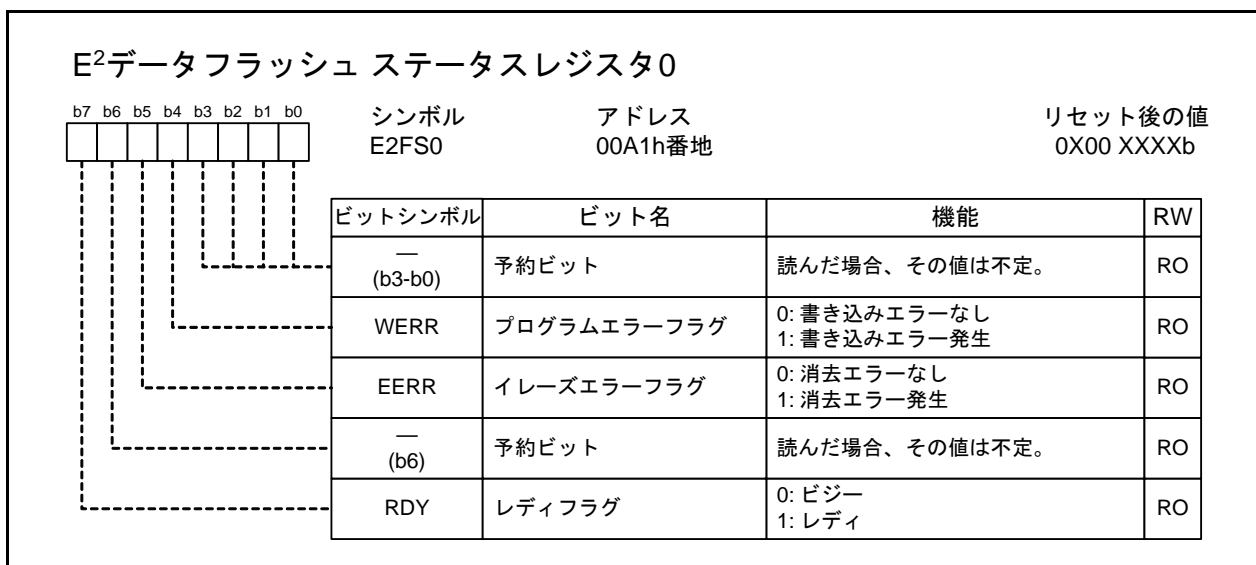 E²データフラッシュ ステータスレジスタ0
b7 b6 b5 b4 b3 b2 b1 b0
シンボル アドレス リセット後の値
E2FS0 00A1h番地 0X00 XXXXb
ビットシンボル ビット名 機能 RW
—
(b3-b0) 予約ビット 読んだ場合、その値は不定。 RO
WERR プログラムエラーフラグ 0: 書き込みエラーなし RO
1: 書き込みエラー発生
EERR イレーズエラーフラグ 0: 消去エラーなし RO
1: 消去エラー発生
—
(b6) 予約ビット 読んだ場合、その値は不定。 RO
RDY レディフラグ 0: ビジー RO
1: レディ